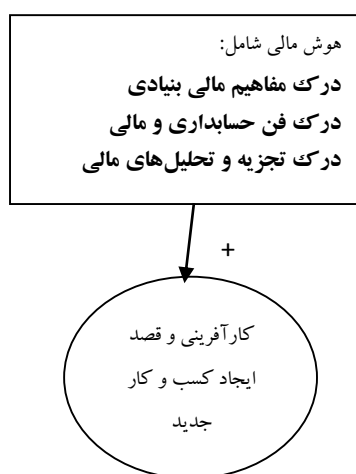 هوش مالی شامل:
درک مفاهیم مالی بنیادی
درک فن حسابداری و مالی
درک تجزیه و تحلیل‌های مالی
+
کارآفرینی و قصد
ایجاد کسب و کار
جدید